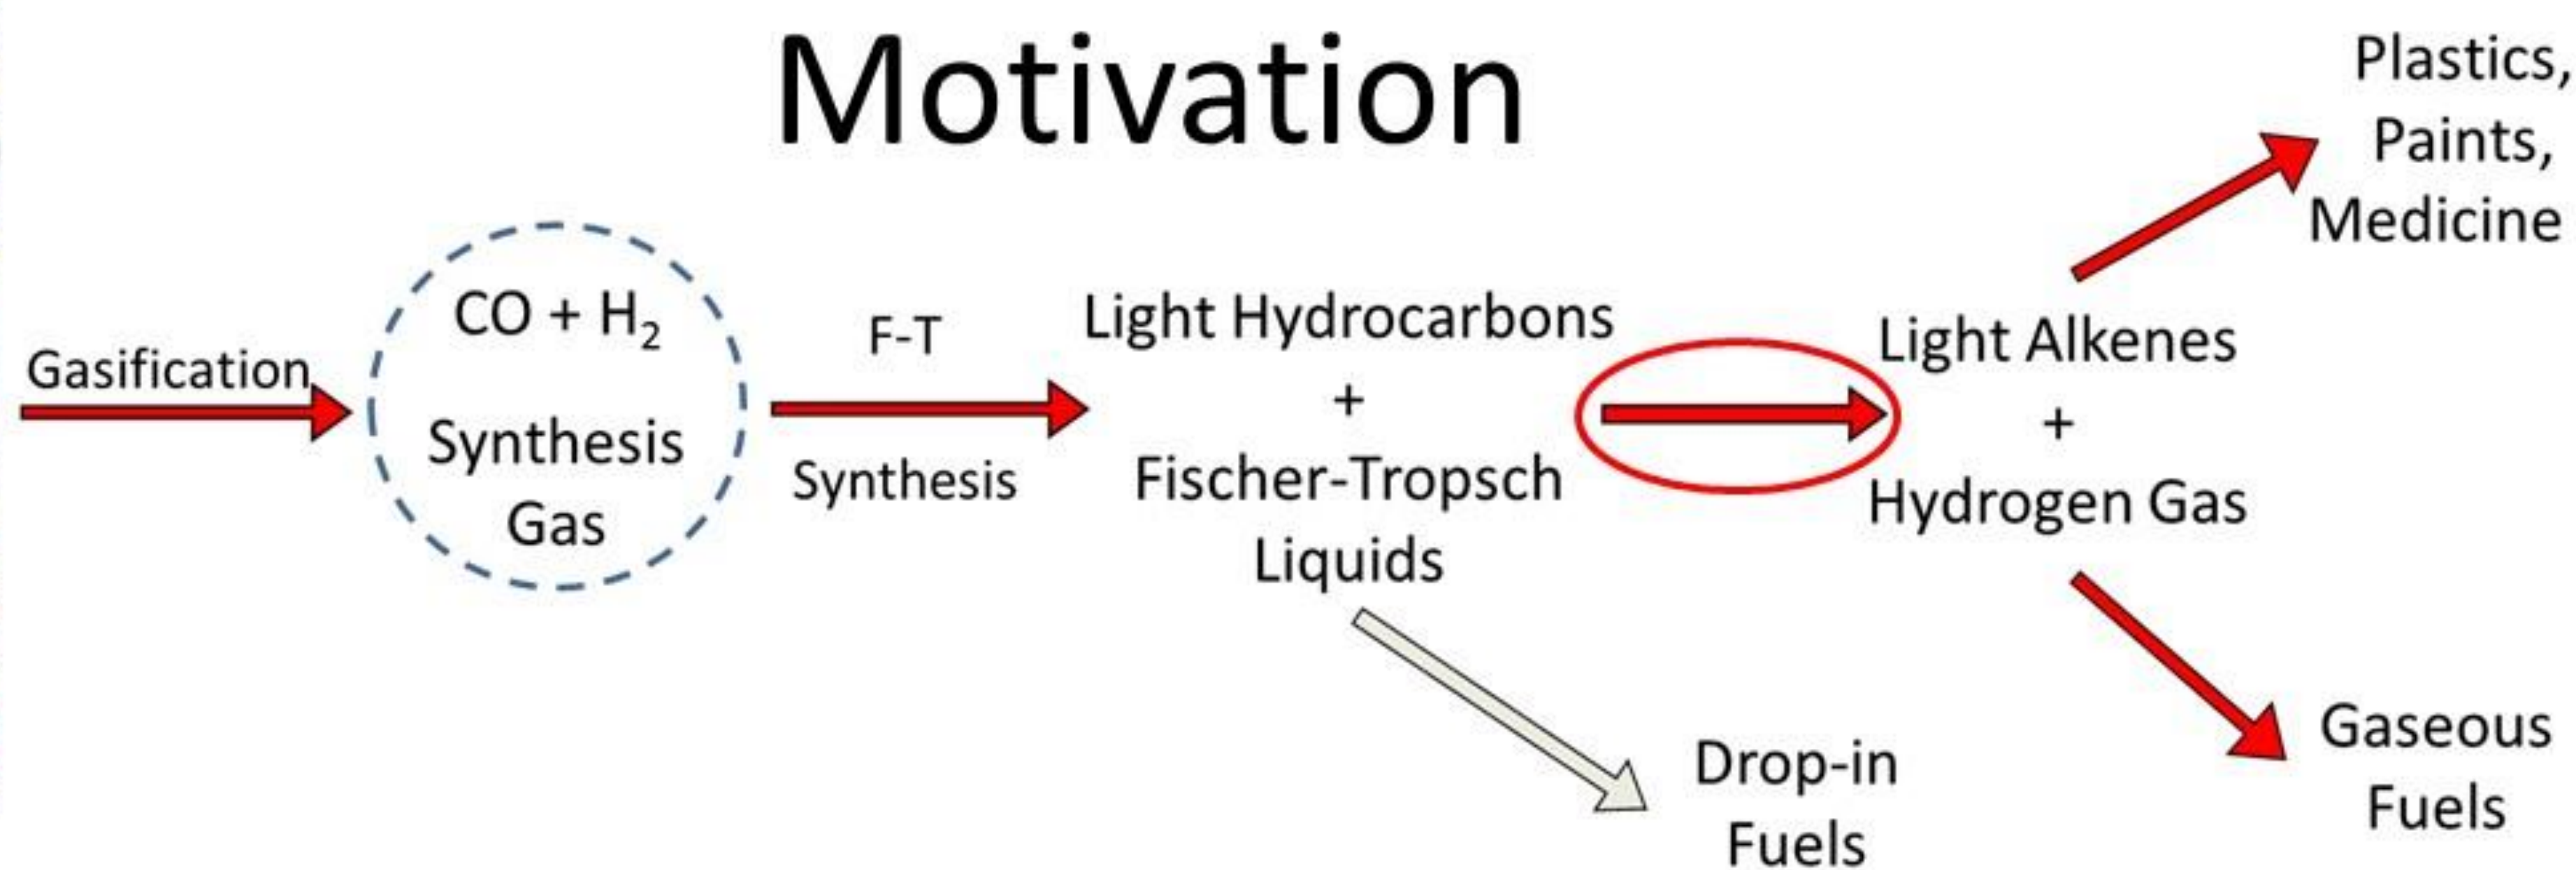 Motivation
Gasification
CO + H₂
Synthesis
Gas
F-T
Synthesis
Light Hydrocarbons
+
Fischer-Tropsch
Liquids
Drop-in
Fuels
Light Alkenes
+
Hydrogen Gas
Plastics,
Paints,
Medicine
Gaseous
Fuels